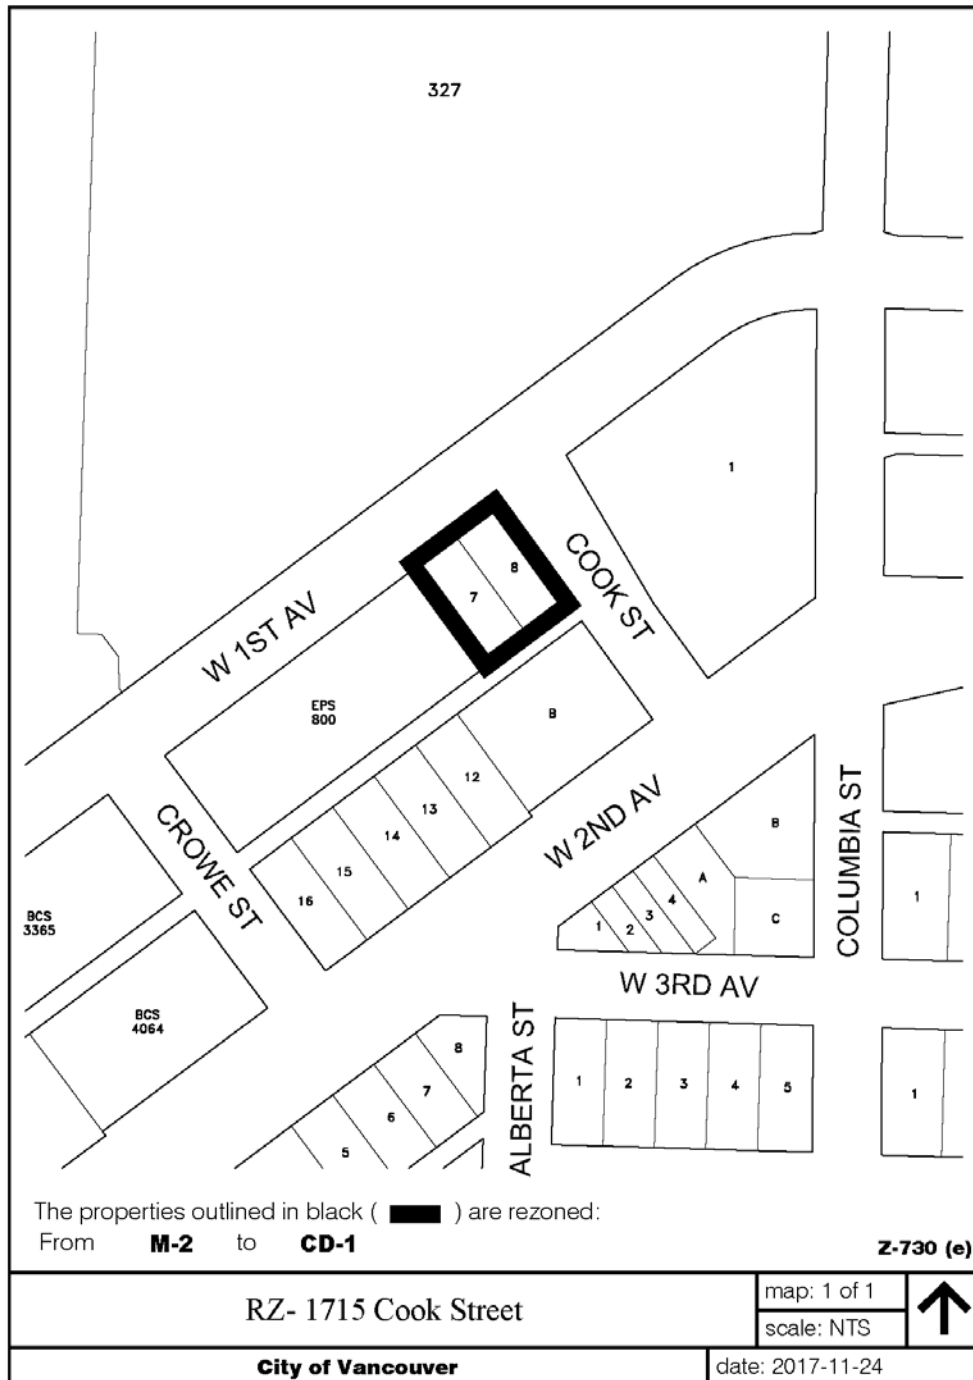 327
1
COOK ST
8
7
W 1ST AV
EPS
800
B
12
13
14
15
16
CROWE ST
W 2ND AV
COLUMBIA ST
B
A
4
3
2
1
C
1
BCS
3365
W 3RD AV
BCS
4064
ALBERTA ST
8
7
6
5
1
2
3
4
5
1
The properties outlined in black ( ) are rezoned:
From M-2 to CD-1
Z-730 (e)
RZ- 1715 Cook Street
map: 1 of 1
scale: NTS
City of Vancouver
date: 2017-11-24